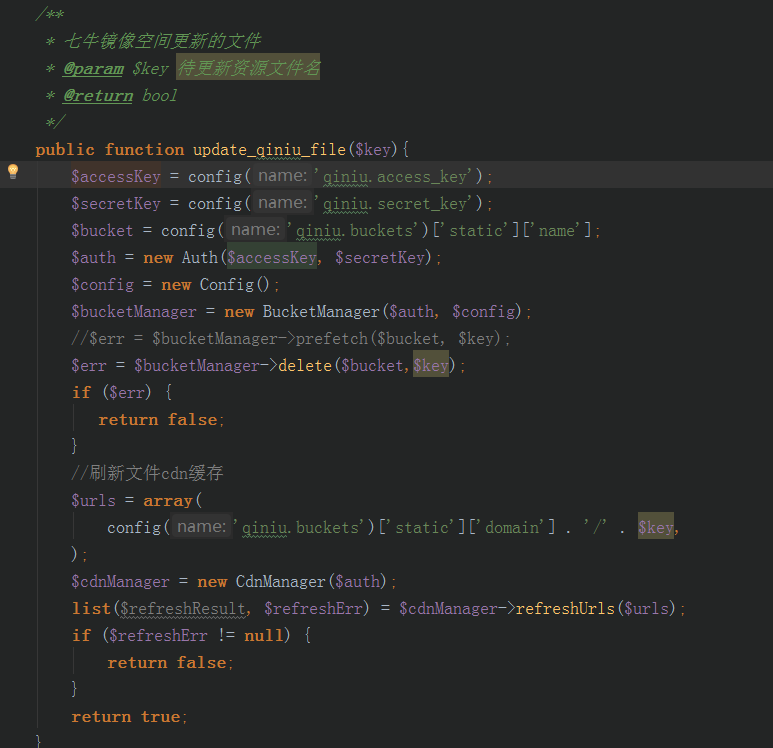 /**
 * 七牛镜像空间更新的文件
 * @param $key 待更新资源文件名
 * @return bool
 */
public function update_qiniu_file($key){
    $accessKey = config( name: 'qiniu.access_key');
    $secretKey = config( name: 'qiniu.secret_key');
    $bucket = config( name: 'qiniu.buckets')['static']['name'];
    $auth = new Auth($accessKey, $secretKey);
    $config = new Config();
    $bucketManager = new BucketManager($auth, $config);
    //$err = $bucketManager->prefetch($bucket, $key);
    $err = $bucketManager->delete($bucket,$key);
    if ($err) {
       return false;
    }
    //刷新文件cdn缓存
    $urls = array(
        config( name: 'qiniu.buckets')['static']['domain'] . '/' . $key,
    );
    $cdnManager = new CdnManager($auth);
    list($refreshResult, $refreshErr) = $cdnManager->refreshUrls($urls);
    if ($refreshErr != null) {
        return false;
    }
    return true;
}